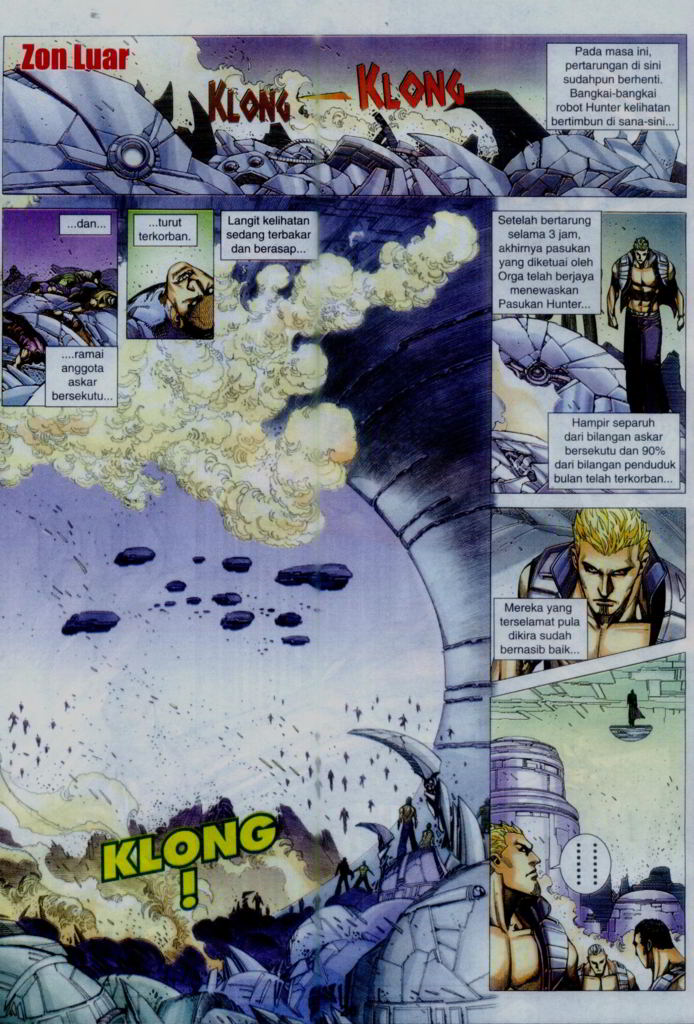 Zon Luar
KLONG
KLONG
Pada masa ini,
pertarungan di sini
sudahpun berhenti.
Bangkai-bangkai
robot Hunter kelihatan
bertimbun di sana-sini...
...dan...
....ramai
anggota
askar
bersekutu...
...turut
terkorban.
Langit kelihatan
sedang terbakar
dan berasap...
Setelah bertarung
selama 3 jam,
akhirnya pasukan
yang diketuai oleh
Orga telah berjaya
menewaskan
Pasukan Hunter...
Hampir separuh
dari bilangan askar
bersekutu dan 90%
dari bilangan penduduk
bulan telah terkorban...
Mereka yang
terselamat pula
dikira sudah
bernasib baik...
KLONG
!